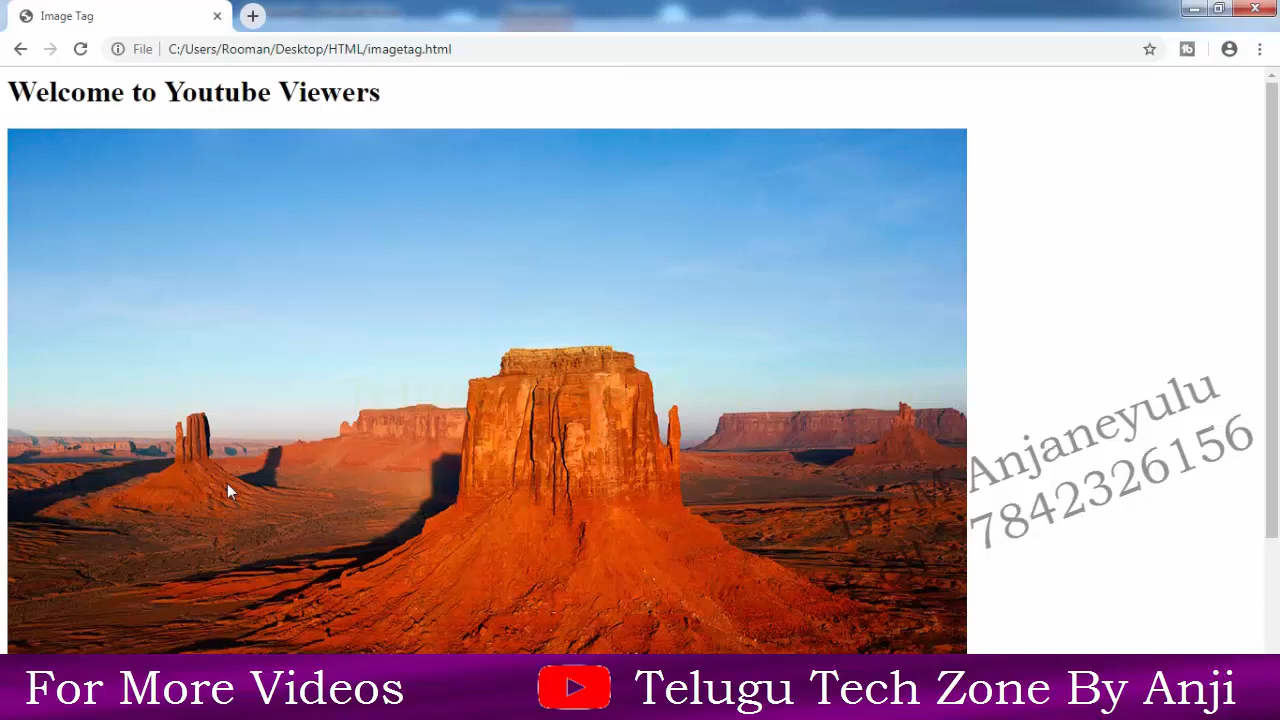 Image Tag
File
C:/Users/Rooman/Desktop/HTML/imagetag.html
Welcome to Youtube Viewers
By M Anjaneyulu
7842326156
For More Videos
Telugu Tech Zone By Anji